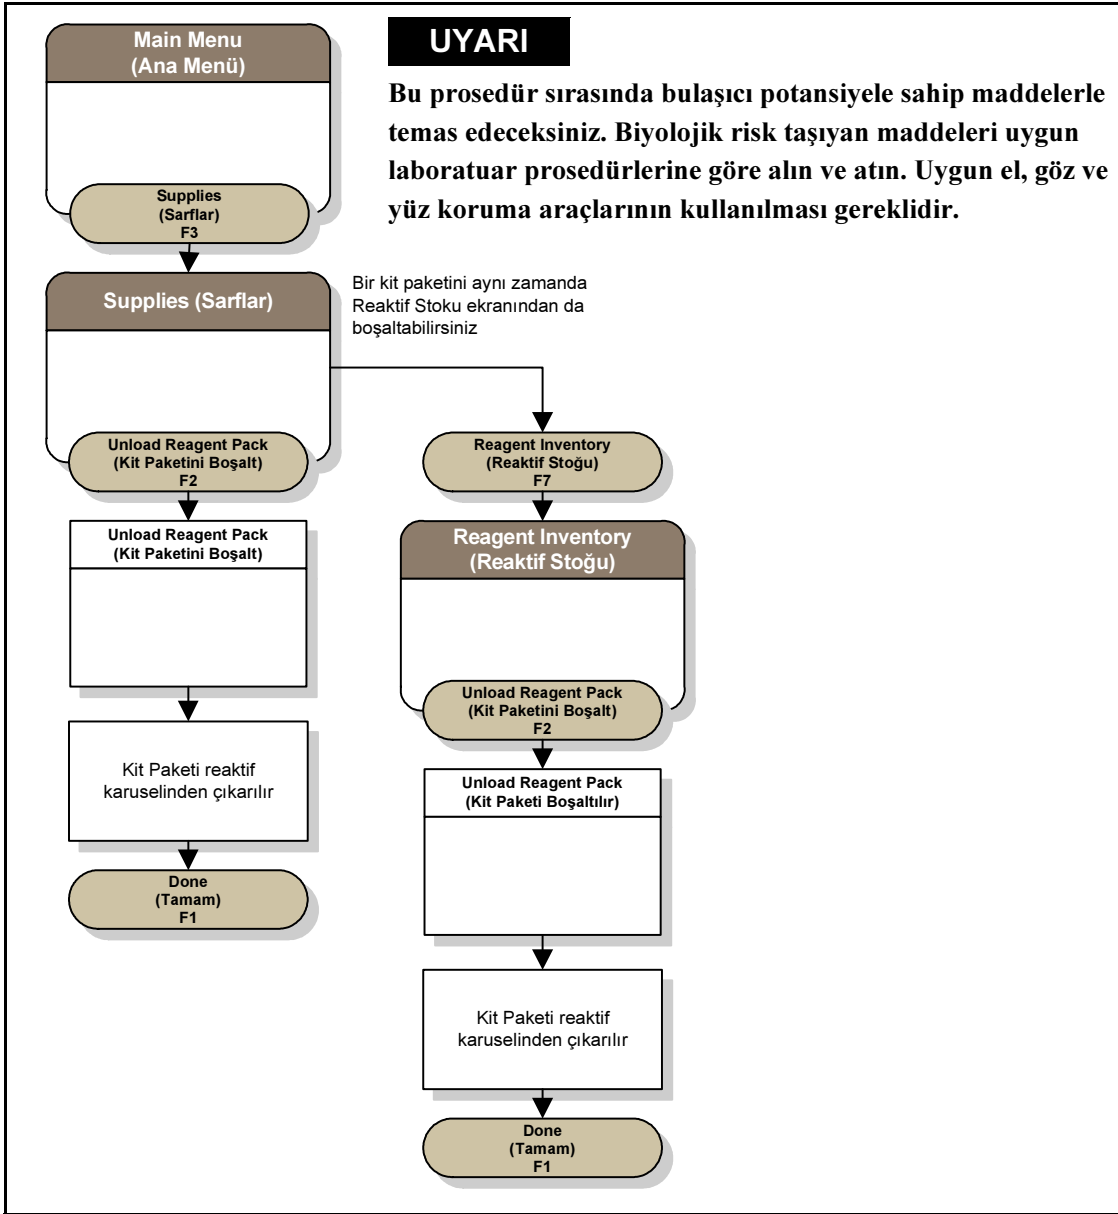 Main Menu
(Ana Menü)
Supplies
(Sarflar)
F3
UYARI
Bu prosedür sırasında bulaşıcı potansiyele sahip maddelerle
temas edeceksiniz. Biyolojik risk taşıyan maddeleri uygun
laboratuar prosedürlerine göre alın ve atın. Uygun el, göz ve
yüz koruma araçlarının kullanılması gereklidir.
Supplies (Sarflar)
Bir kit paketini aynı zamanda
Reaktif Stoku ekranından da
boşaltabilirsiniz
Unload Reagent Pack
(Kit Paketini Boşalt)
F2
Unload Reagent Pack
(Kit Paketini Boşalt)
Kit Paketi reaktif
karuselinden çıkarılır
Done
(Tamam)
F1
Reagent Inventory
(Reaktif Stoğu)
F7
Reagent Inventory
(Reaktif Stoğu)
Unload Reagent Pack
(Kit Paketini Boşalt)
F2
Unload Reagent Pack
(Kit Paketi Boşaltılır)
Kit Paketi reaktif
karuselinden çıkarılır
Done
(Tamam)
F1